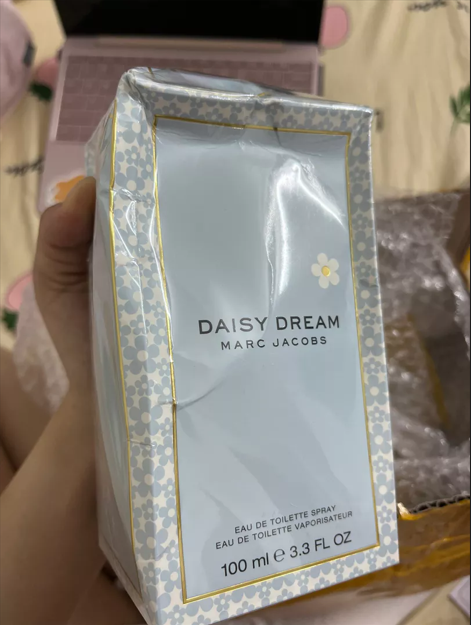 DAISY DREAM
MARC JACOBS
EAU DE TOILETTE SPRAY
EAU DE TOILETTE VAPORISATEUR
100 ml ℮ 3.3 FL OZ